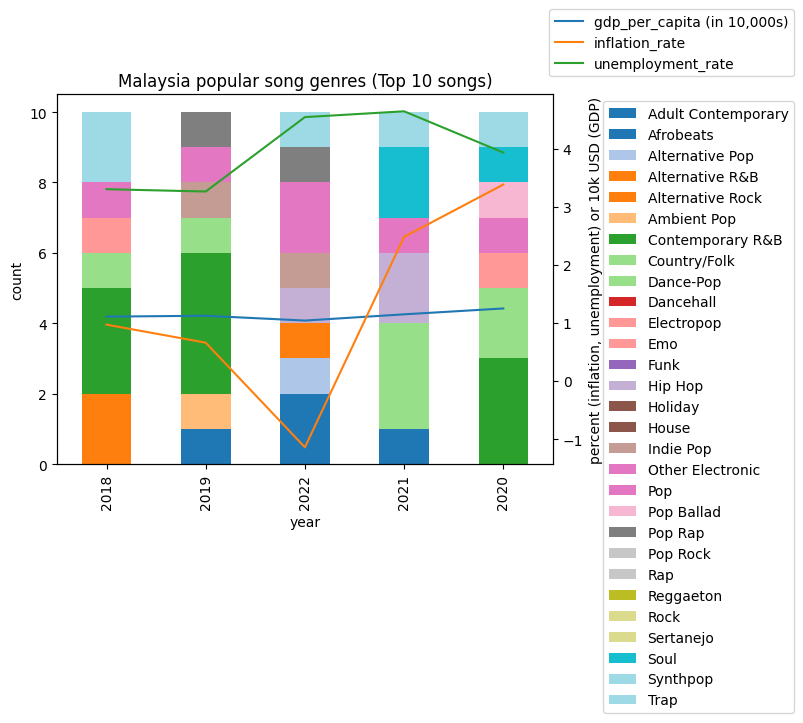 gdp_per_capita (in 10,000s)
inflation_rate
unemployment_rate
Malaysia popular song genres (Top 10 songs)
10
8
6
4
2
0
count
2018
2019
2022
2021
2020
year
4
3
2
1
0
−1
percent (inflation, unemployment) or 10k USD (GDP)
Adult Contemporary
Afrobeats
Alternative Pop
Alternative R&B
Alternative Rock
Ambient Pop
Contemporary R&B
Country/Folk
Dance-Pop
Dancehall
Electropop
Emo
Funk
Hip Hop
Holiday
House
Indie Pop
Other Electronic
Pop
Pop Ballad
Pop Rap
Pop Rock
Rap
Reggaeton
Rock
Sertanejo
Soul
Synthpop
Trap